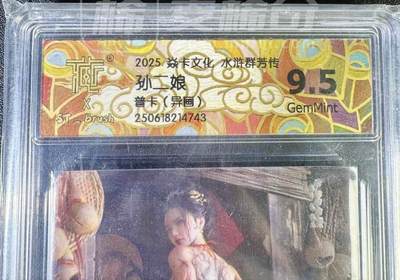 2025 焱卡文化 水浒群芳传
孙二娘
普卡（异画）
250618214743
9.5
GemMint
X
ST_Brush